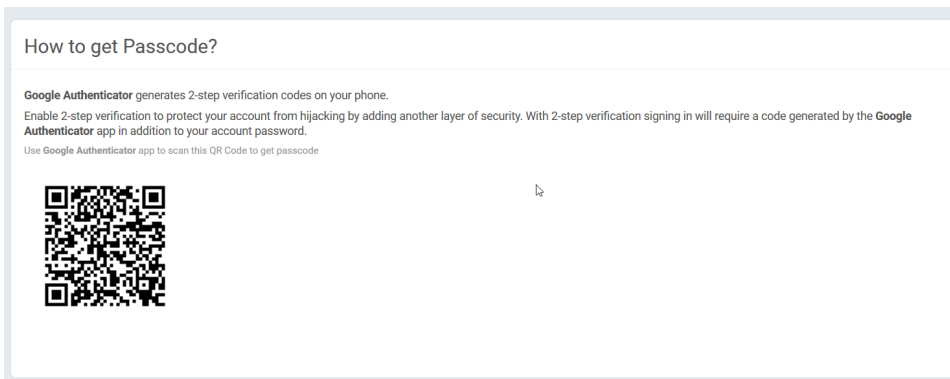 How to get Passcode?
Google Authenticator generates 2-step verification codes on your phone.
Enable 2-step verification to protect your account from hijacking by adding another layer of security. With 2-step verification signing in will require a code generated by the Google
Authenticator app in addition to your account password.
Use Google Authenticator app to scan this QR Code to get passcode